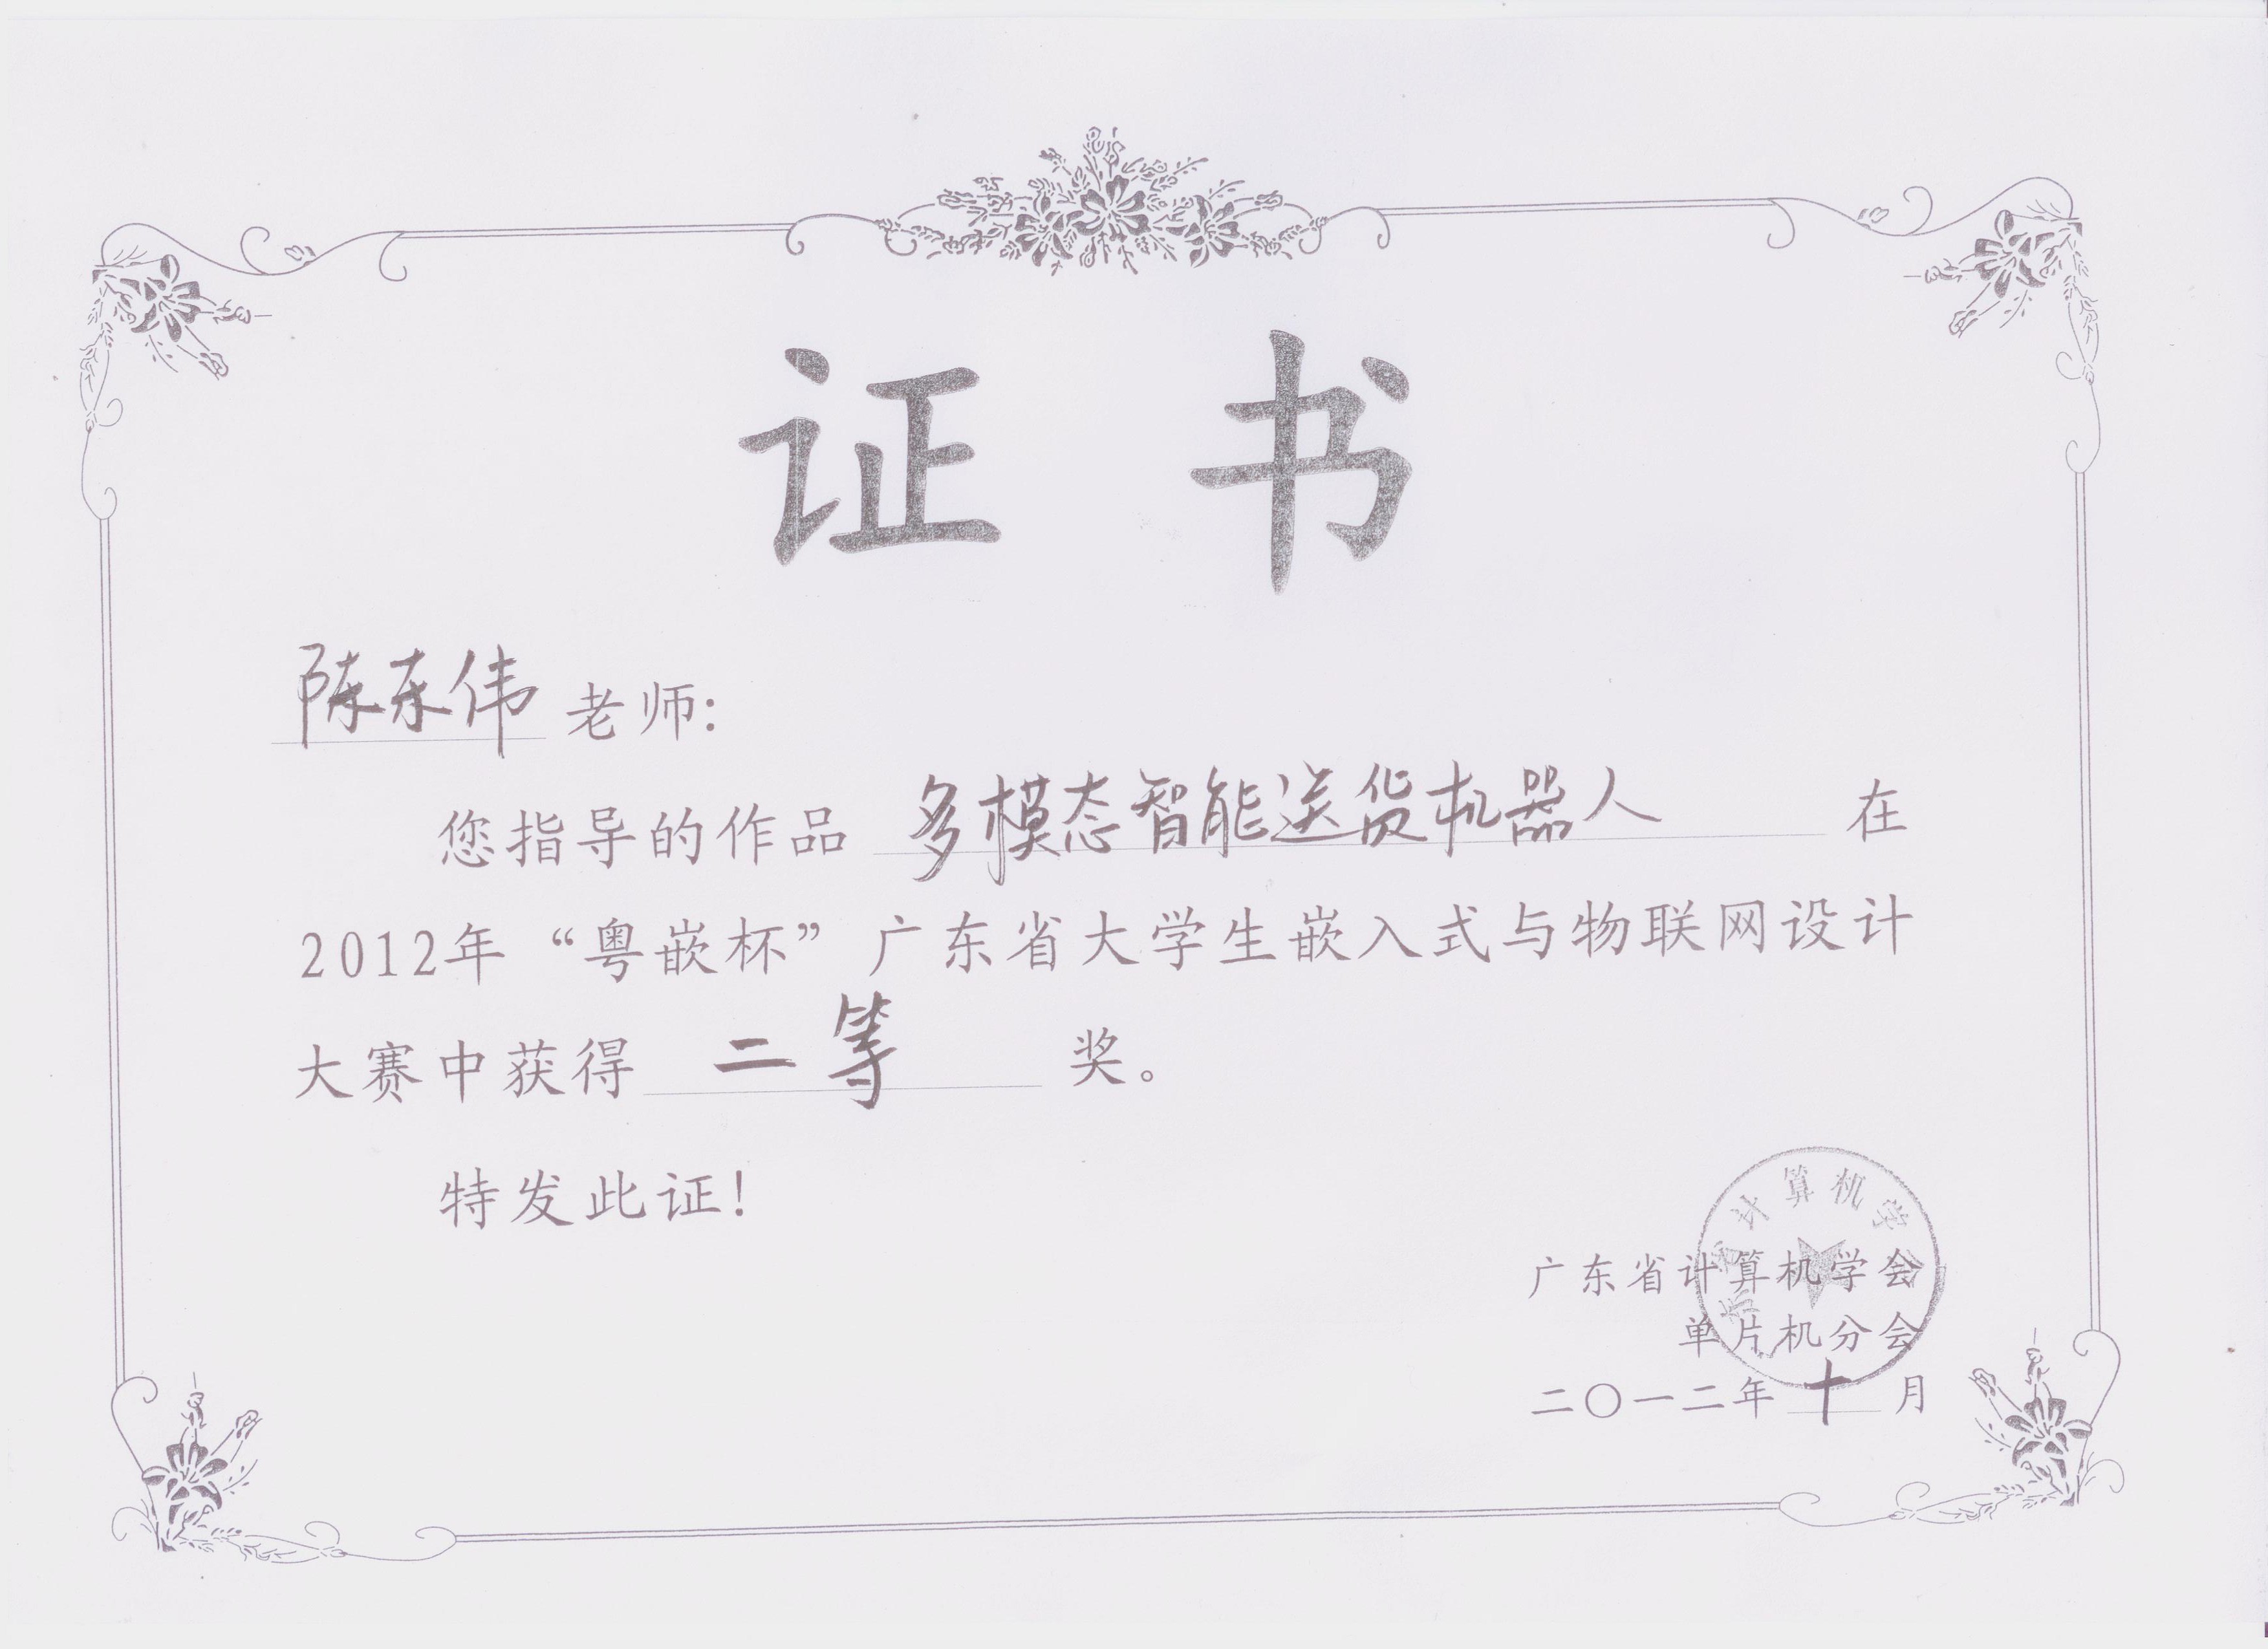 证书
陈东伟 老师:
您指导的作品 多模态智能送货机器人 在
2012年“粤嵌杯”广东省大学生嵌入式与物联网设计
大赛中获得 二等 奖。
特发此证!
计算机学
广东省计算机学会
单片机分会
二〇一二年 十 月